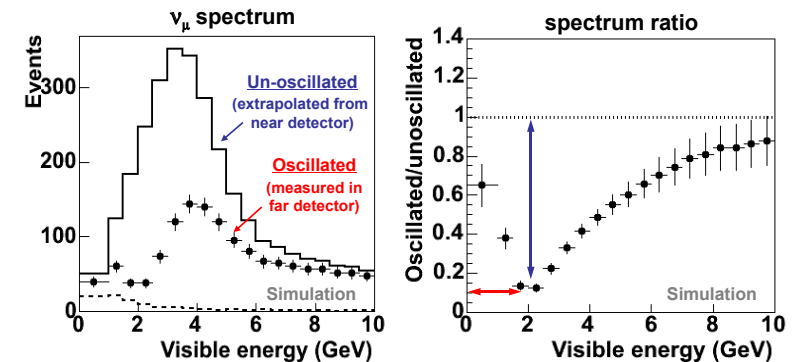 νμ spectrum
Events
300
200
100
0
0 2 4 6 8 10
Visible energy (GeV)
Un-oscillated
(extrapolated from
near detector)
Oscillated
(measured in
far detector)
Simulation
spectrum ratio
Oscillated/unoscillated
1.4
1.2
1
0.8
0.6
0.4
0.2
0
0 2 4 6 8 10
Visible energy (GeV)
Simulation